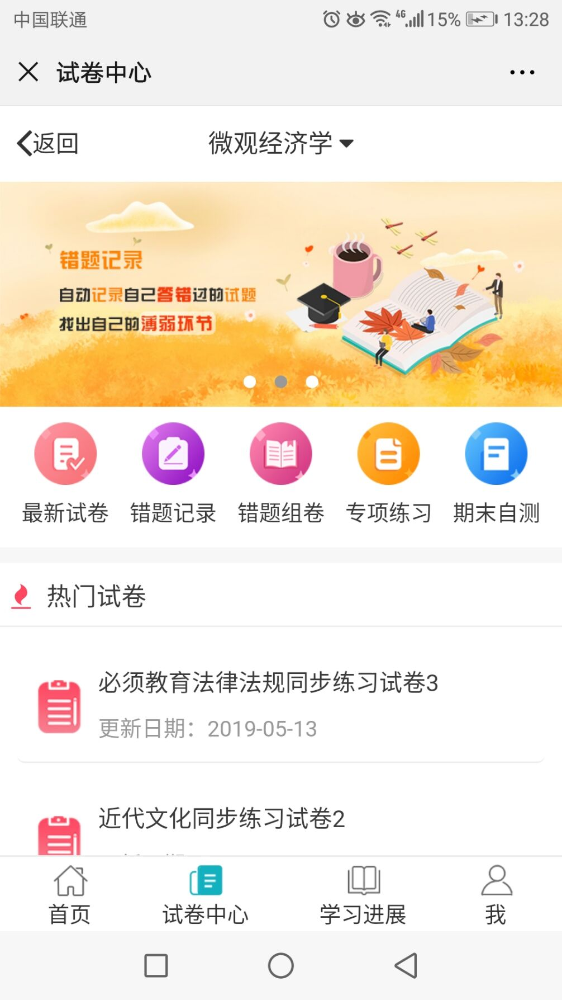 中国联通
4G 15% 13:28
试卷中心
返回
微观经济学
错题记录
自动记录自己答错过的试题
找出自己的薄弱环节
最新试卷 错题记录 错题组卷 专项练习 期末自测
热门试卷
必须教育法律法规同步练习试卷3
更新日期：2019-05-13
近代文化同步练习试卷2
首页 试卷中心 学习进展 我